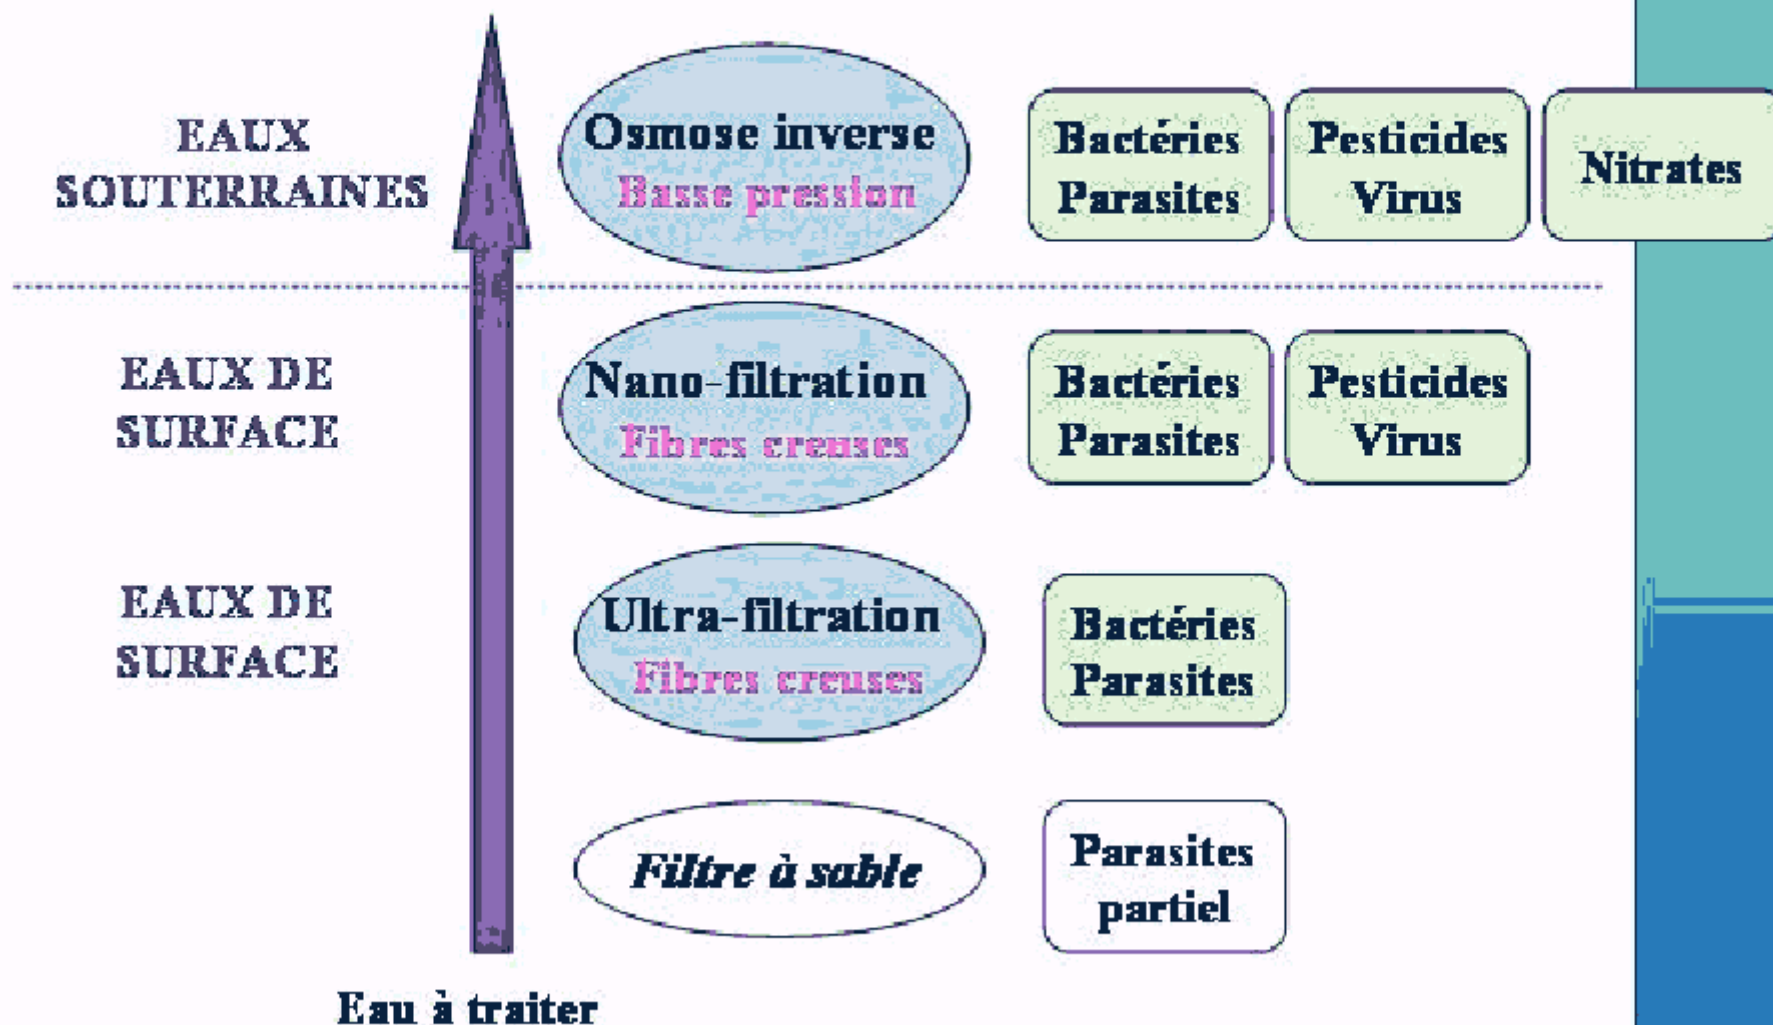 EAUX
SOUTERRAINES
Osmose inverse
Basse pression
Bactéries
Parasites
Pesticides
Virus
Nitrates
EAUX DE
SURFACE
Nano-filtration
Fibres creuses
Bactéries
Parasites
Pesticides
Virus
EAUX DE
SURFACE
Ultra-filtration
Fibres creuses
Bactéries
Parasites
Filtre à sable
Parasites
partiel
Eau à traiter